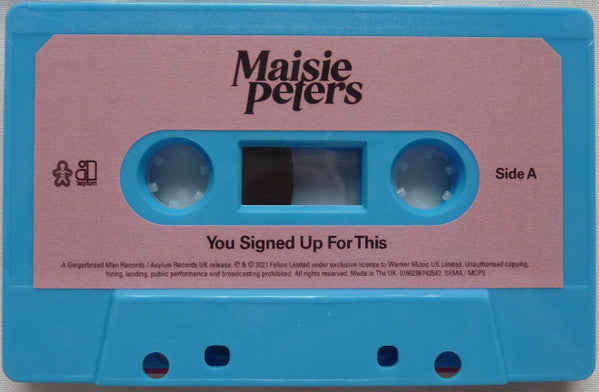 Maisie
Peters
asylum
Side A
You Signed Up For This
A Gingerbread Man Records / Asylum Records UK release. ℗ & © 2021 Fellon Limited under exclusive license to Warner Music UK Limited. Unauthorised copying,
hiring, lending, public performance and broadcasting prohibited. All rights reserved. Made in The UK. 0190296743542. GEMA / MCPS